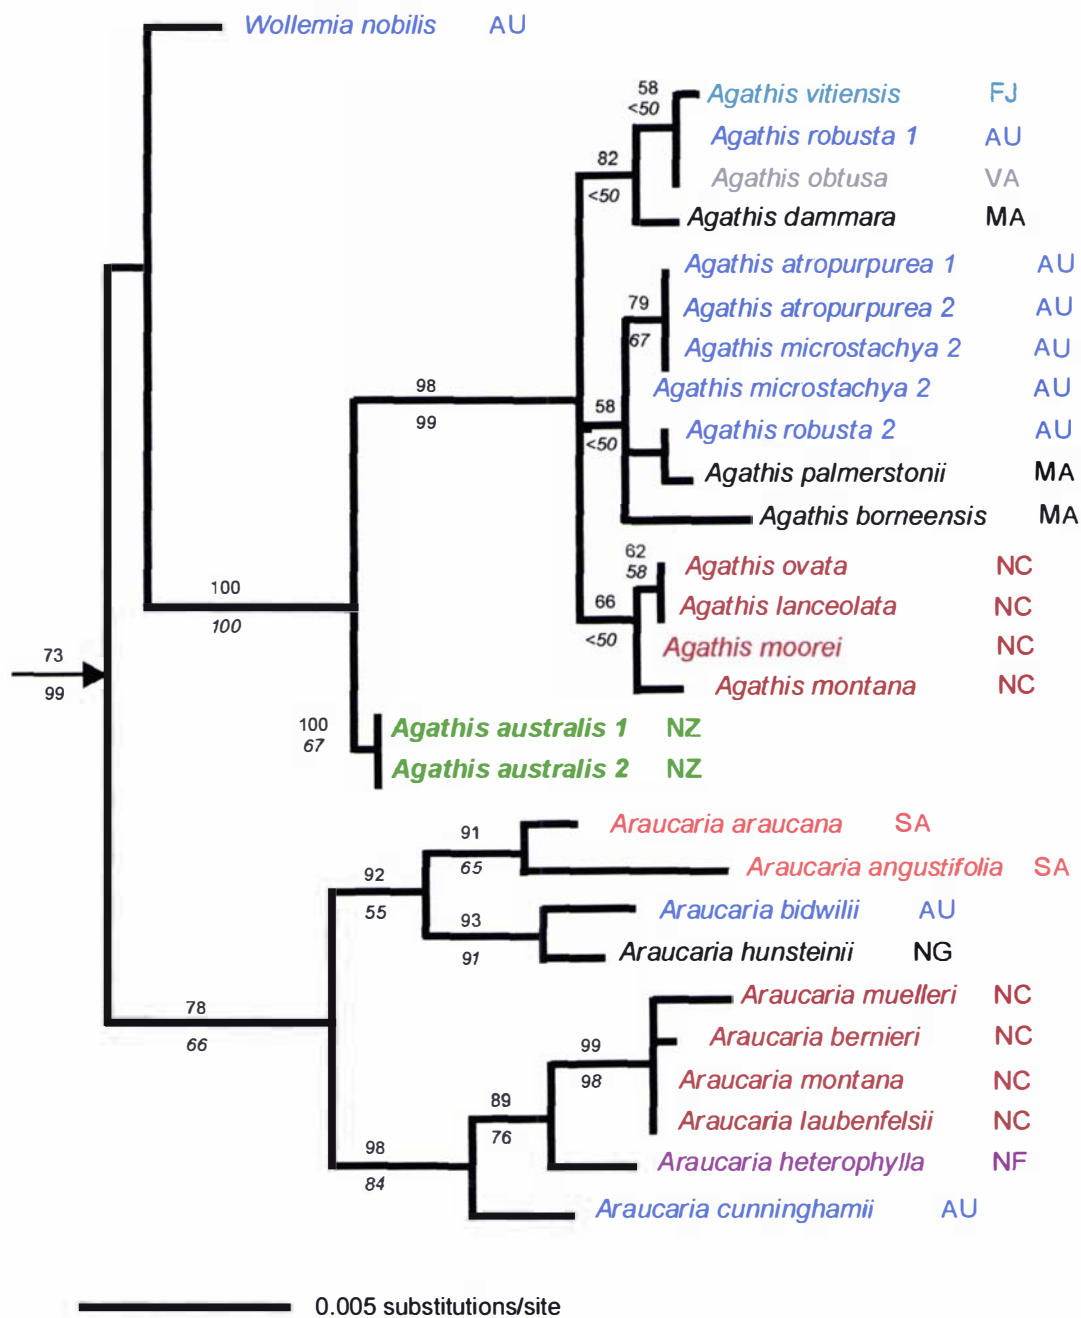 Wollemia nobilis AU
58
<50
Agathis vitiensis FJ
Agathis robusta 1 AU
82
<50
Agathis obtusa VA
Agathis dammara MA
Agathis atropurpurea 1 AU
79
67
Agathis atropurpurea 2 AU
Agathis microstachya 2 AU
98
99
Agathis microstachya 2 AU
58
<50
Agathis robusta 2 AU
Agathis palmerstonii MA
Agathis borneensis MA
62
58
Agathis ovata NC
100
100
66
<50
Agathis lanceolata NC
Agathis moorei NC
73
99
Agathis montana NC
100
67
Agathis australis 1 NZ
Agathis australis 2 NZ
91
65
Araucaria araucana SA
92
55
Araucaria angustifolia SA
93
91
Araucaria bidwilii AU
Araucaria hunsteinii NG
78
66
Araucaria muelleri NC
99
98
Araucaria bernieri NC
Araucaria montana NC
89
76
Araucaria laubenfelsii NC
98
84
Araucaria heterophylla NF
Araucaria cunninghamii AU
0.005 substitutions/site